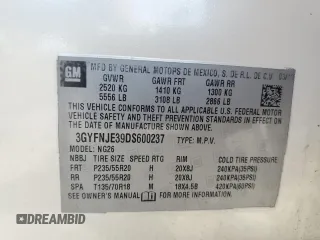 GM
MFD BY GENERAL MOTORS DE MEXICO, S. DE R.L. DE C.V.
GVWR GAWR FRT GAWR RR
2520 KG 1410 KG 1300 KG
5556 LB 3108 LB 2866 LB
THIS VEHICLE CONFORMS TO ALL APPLICABLE U.S. FEDERAL
MOTOR VEHICLE SAFETY AND THEFT PREVENTION
STANDARDS IN EFFECT ON THE DATE OF
MANUFACTURE SHOWN ABOVE.
3GYFNJE39DS600237 TYPE: M.P.V.
MODEL: NG26
NBBJ TIRE SIZE SPEED RTG RIM COLD TIRE PRESSURE
FRT P235/55R20 H 20X8J 240KPA(35PSI)
RR P235/55R20 H 20X8J 240KPA(35PSI)
SPA T135/70R18 M 18X4.5B 420KPA(60PSI)
SEE OWNER'S MANUAL FOR ADDITIONAL INFORMATION.
DREAMBID